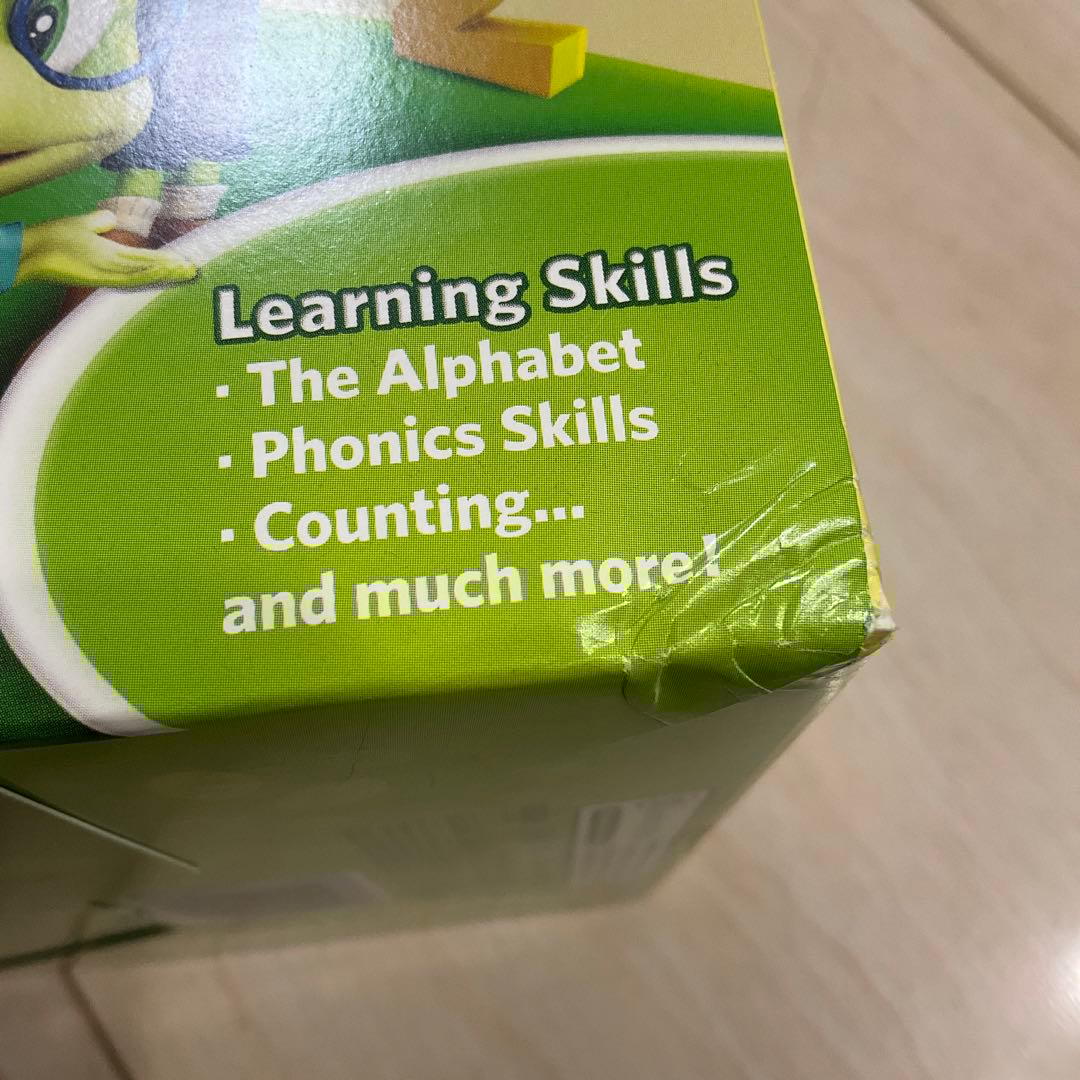 Learning Skills
· The Alphabet
· Phonics Skills
· Counting...
and much more!